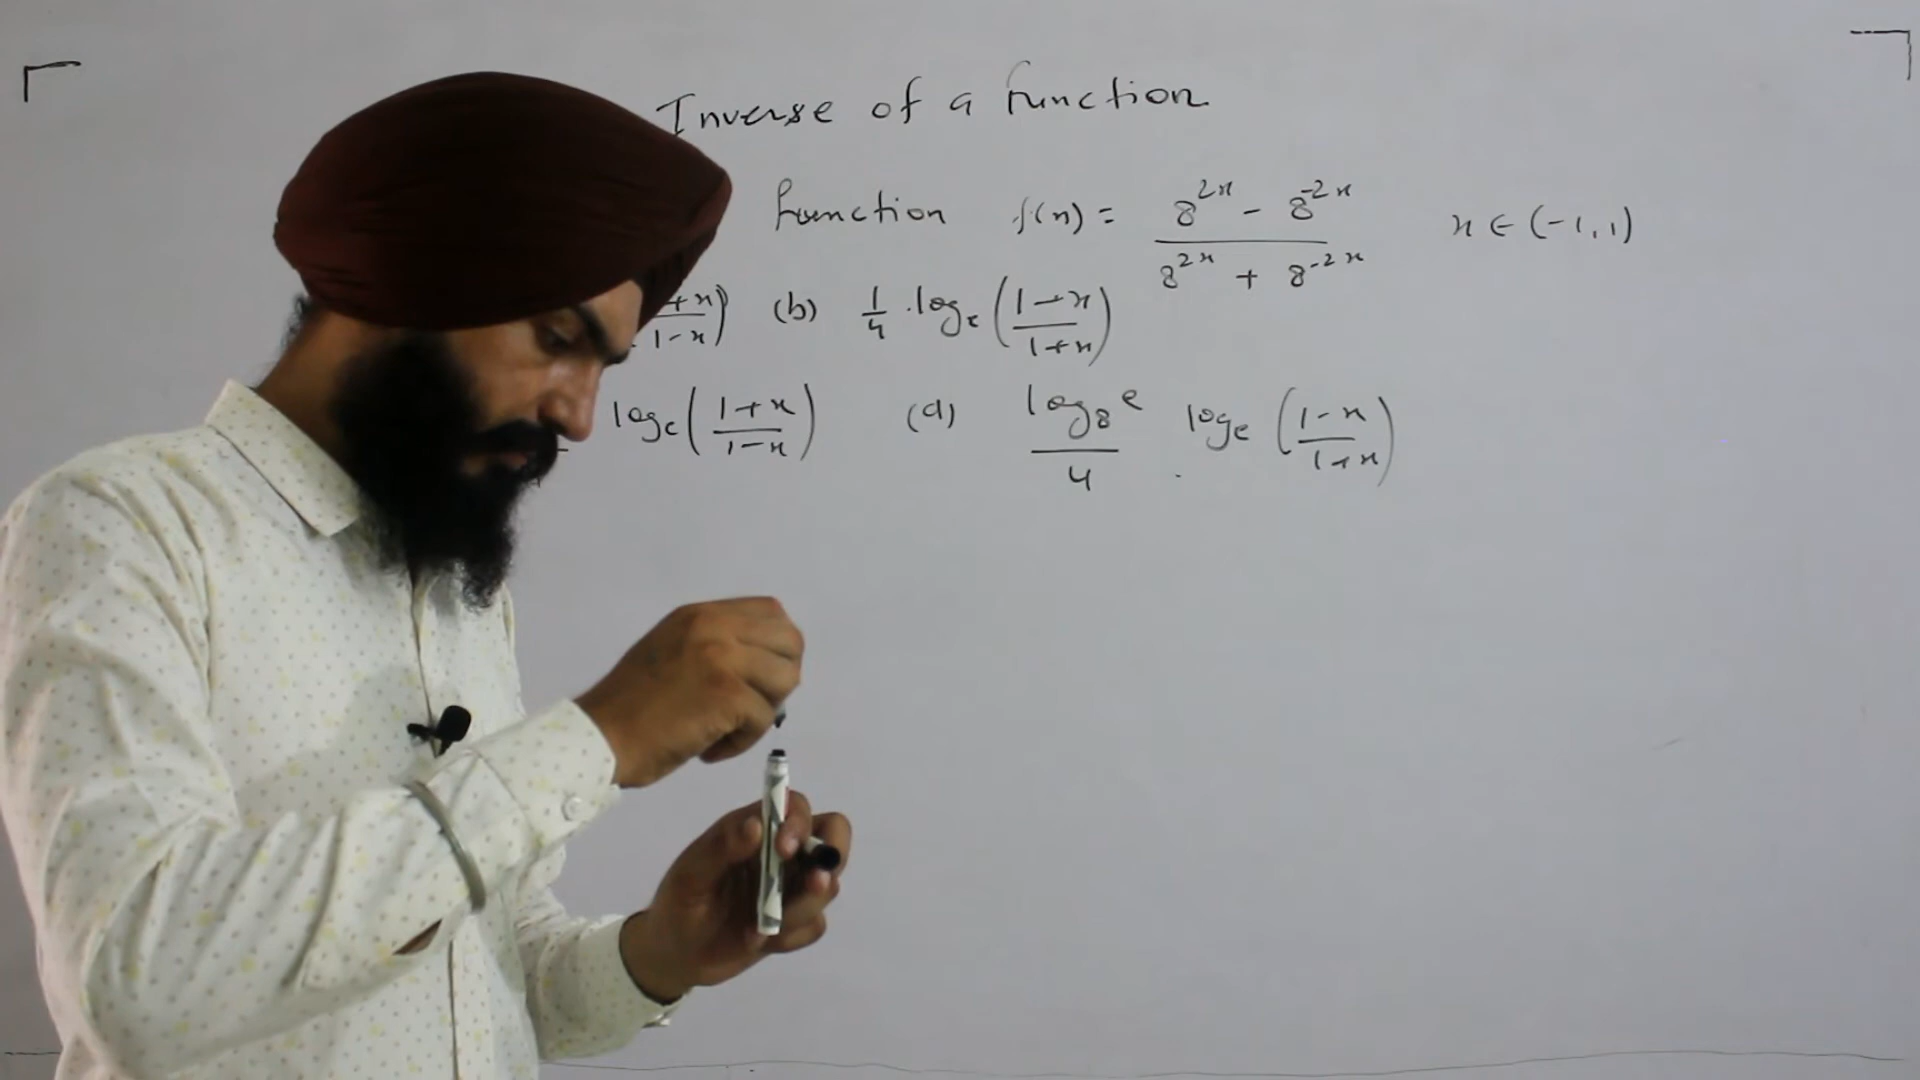 Inverse of a function
function f(x) = (8^{2x} - 8^{-2x})/(8^{2x} + 8^{-2x}) x ∈ (-1, 1)
+x)/(1-x)) (b) 1/4 . log_e ((1-x)/(1+x))
log_e ((1+x)/(1-x)) (d) (log_8 e)/4 log_e ((1-x)/(1+x))